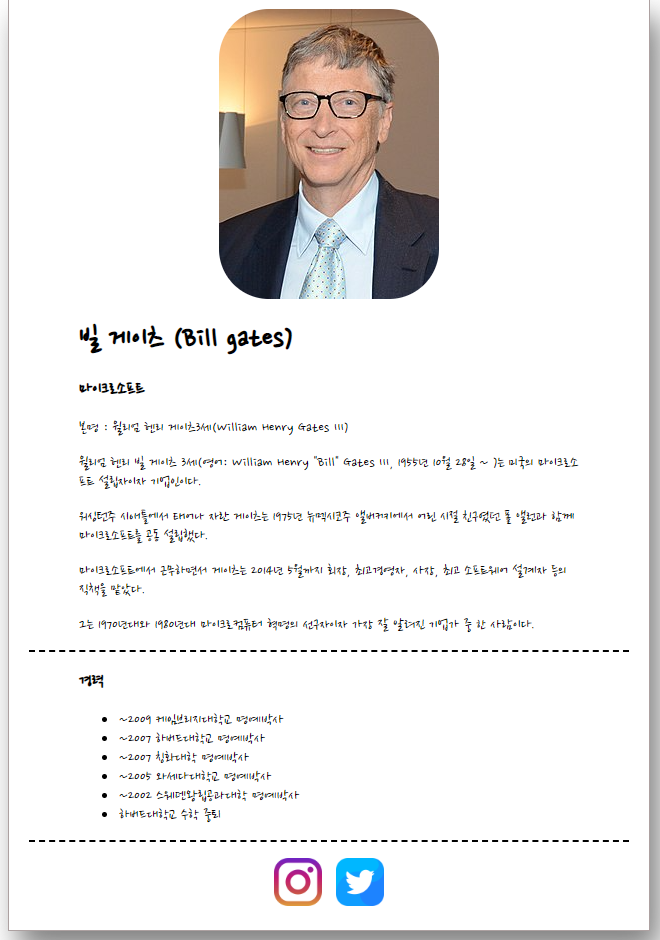 빌 게이츠 (Bill gates)
마이크로소프트
본명 : 윌리엄 헨리 게이츠3세(William Henry Gates III)
윌리엄 헨리 빌 게이츠 3세(영어: William Henry "Bill" Gates III, 1955년 10월 28일 ~ )는 미국의 마이크로소
프트 설립자이자 기업인이다.
워싱턴주 시애틀에서 태어나 자란 게이츠는 1975년 뉴멕시코주 앨버커키에서 어린 시절 친구였던 폴 앨런과 함께
마이크로소프트를 공동 설립했다.
마이크로소프트에서 근무하면서 게이츠는 2014년 5월까지 회장, 최고경영자, 사장, 최고 소프트웨어 설계자 등의
직책을 맡았다.
그는 1970년대와 1980년대 마이크로컴퓨터 혁명의 선구자이자 가장 잘 알려진 기업가 중 한 사람이다.
경력
~2009 케임브리지대학교 명예박사
~2007 하버드대학교 명예박사
~2007 칭화대학 명예박사
~2005 와세다대학교 명예박사
~2002 스웨덴왕립공과대학 명예박사
하버드대학교 수학 중퇴